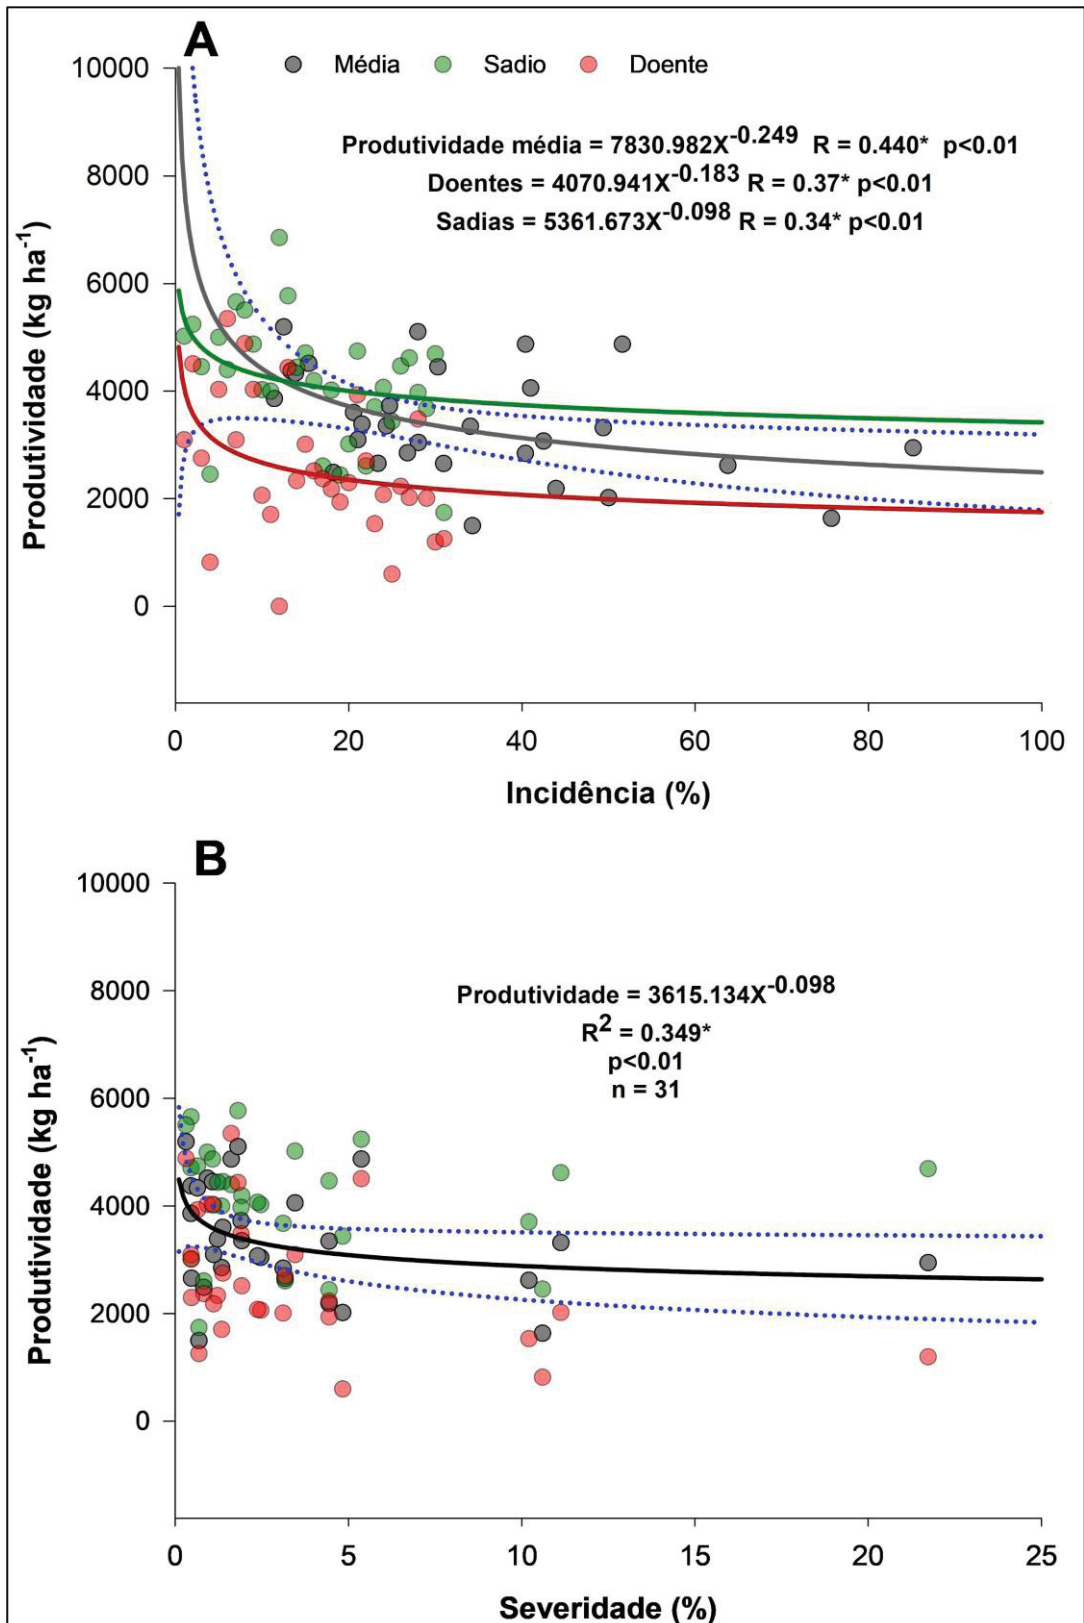 A
Média Sadio Doente
Produtividade média = 7830.982X^-0.249 R = 0.440* p<0.01
Doentes = 4070.941X^-0.183 R = 0.37* p<0.01
Sadias = 5361.673X^-0.098 R = 0.34* p<0.01
Produtividade (kg ha^-1)
10000
8000
6000
4000
2000
0
0 20 40 60 80 100
Incidência (%)
B
Produtividade = 3615.134X^-0.098
R^2 = 0.349*
p<0.01
n = 31
Produtividade (kg ha^-1)
10000
8000
6000
4000
2000
0
0 5 10 15 20 25
Severidade (%)